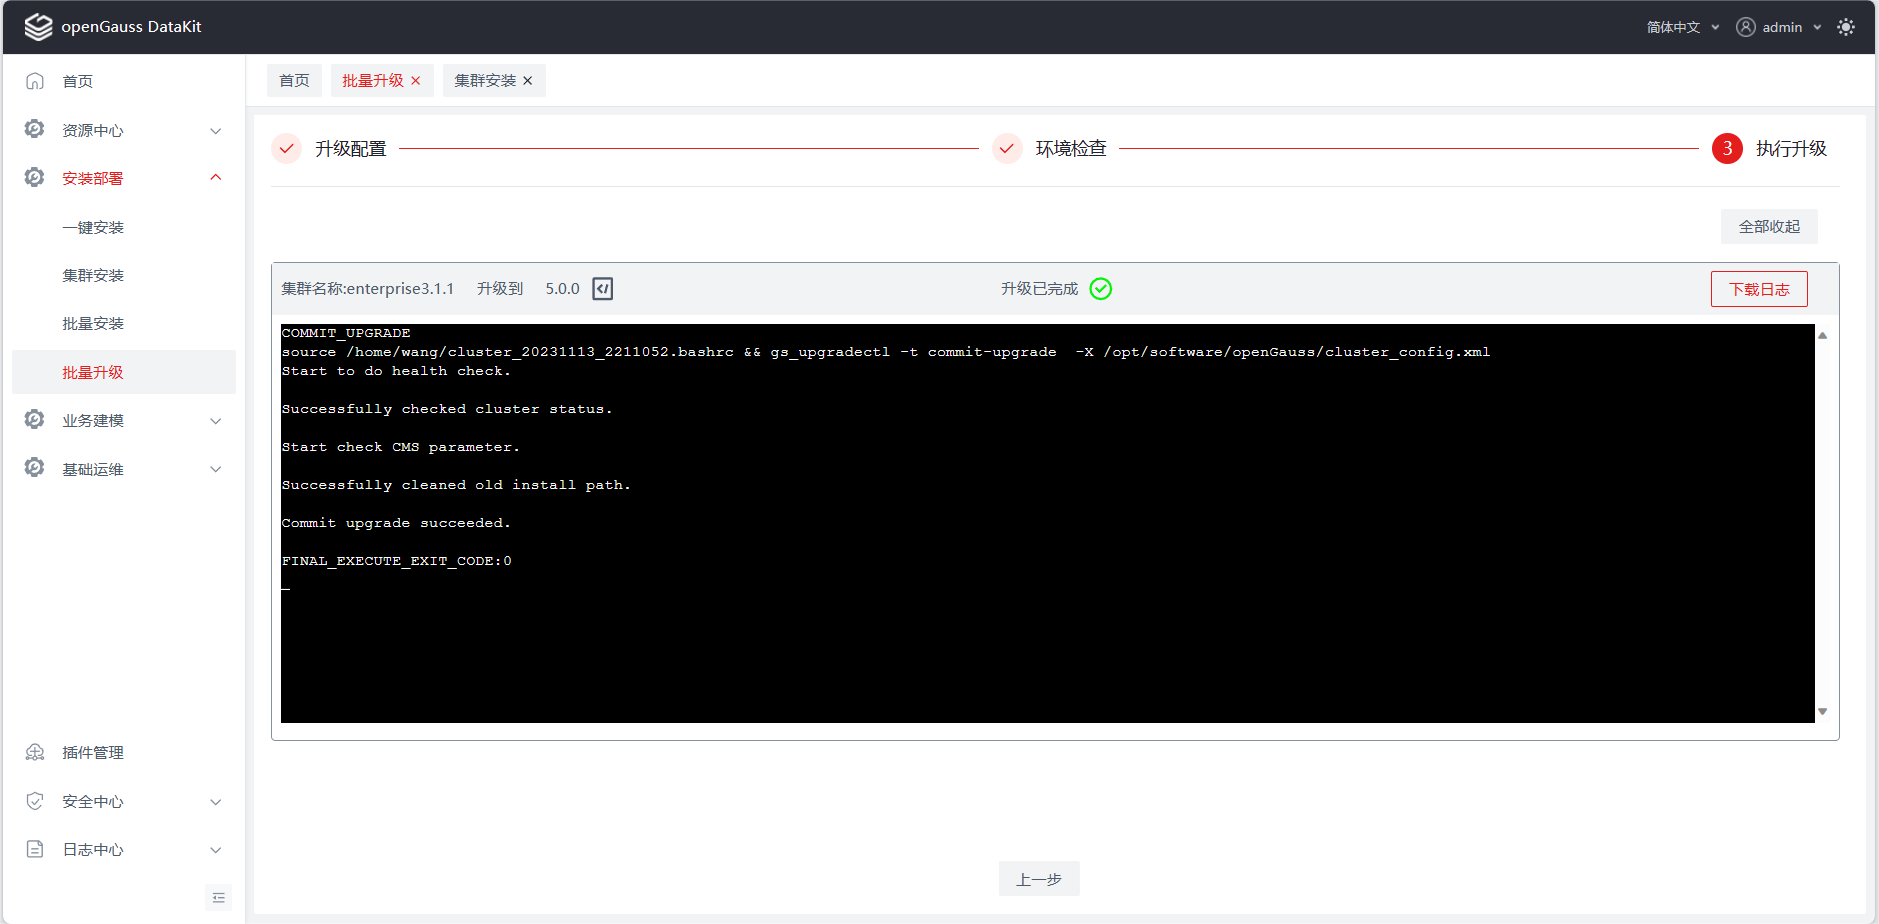 openGauss DataKit
简体中文
admin
首页
资源中心
安装部署
一键安装
集群安装
批量安装
批量升级
业务建模
基础运维
插件管理
安全中心
日志中心
首页
批量升级
集群安装
升级配置
环境检查
3 执行升级
全部收起
集群名称:enterprise3.1.1 升级到 5.0.0
升级已完成
下载日志
COMMIT_UPGRADE
source /home/wang/cluster_20231113_2211052.bashrc && gs_upgradectl -t commit-upgrade  -X /opt/software/openGauss/cluster_config.xml
Start to do health check.
Successfully checked cluster status.
Start check CMS parameter.
Successfully cleaned old install path.
Commit upgrade succeeded.
FINAL_EXECUTE_EXIT_CODE:0
上一步